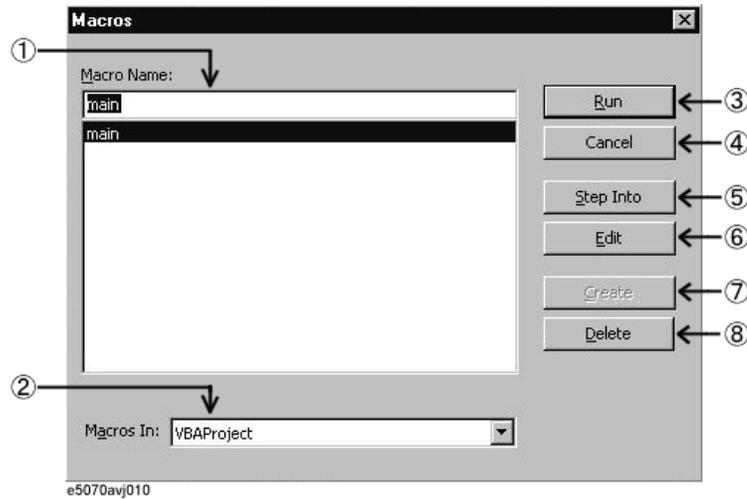 Macros
①
Macro Name:
main
Run
③
main
Cancel
④
Step Into
⑤
Edit
⑥
Create
⑦
Delete
⑧
②
Macros In:
VBAProject
e5070avj010